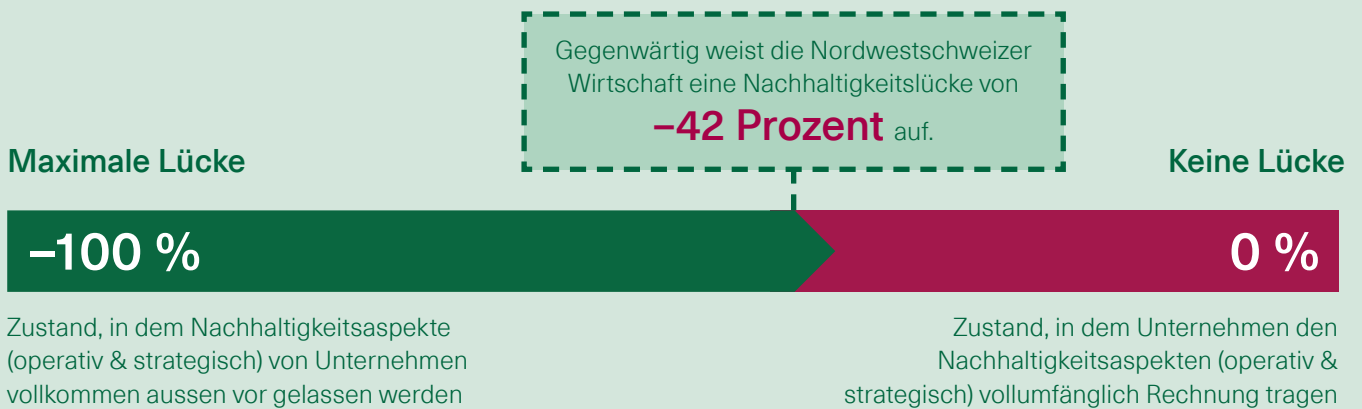 Gegenwärtig weist die Nordwestschweizer
Wirtschaft eine Nachhaltigkeitslücke von
–42 Prozent auf.
Maximale Lücke
Keine Lücke
–100 %
0 %
Zustand, in dem Nachhaltigkeitsaspekte
(operativ & strategisch) von Unternehmen
vollkommen aussen vor gelassen werden
Zustand, in dem Unternehmen den
Nachhaltigkeitsaspekten (operativ &
strategisch) vollumfänglich Rechnung tragen